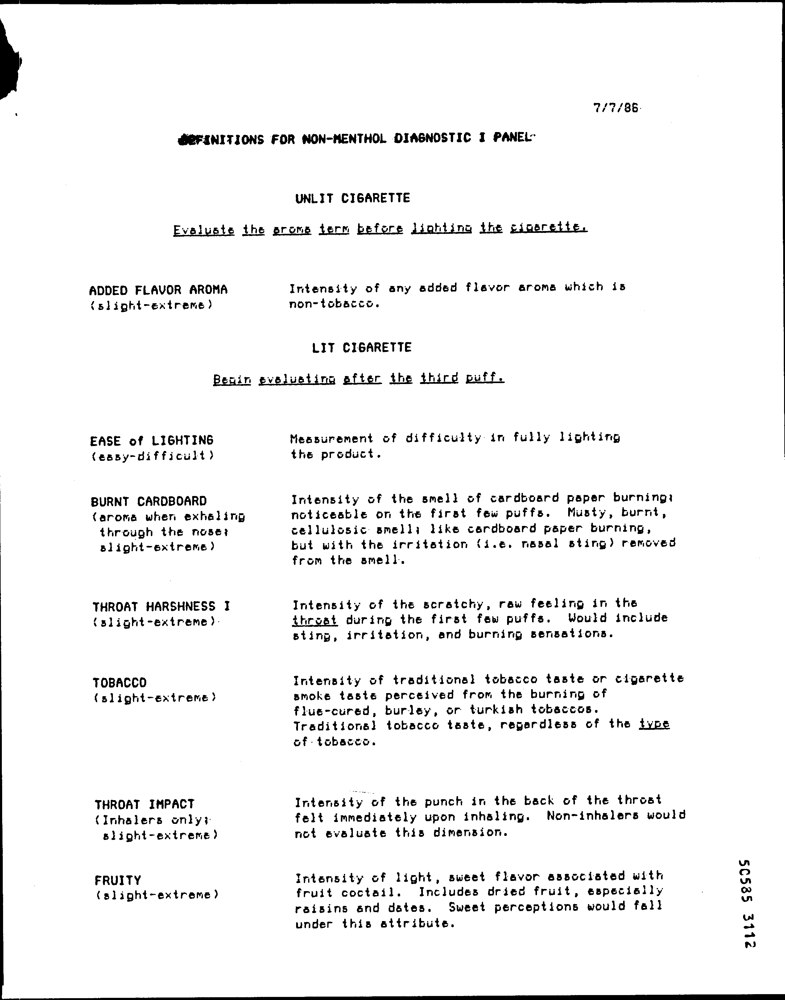 7/7/86
DEFINITIONS FOR NON-MENTHOL DIAGNOSTIC I PANEL
UNLIT CIGARETTE
Evaluate the aroma term before lighting the cigarette.
ADDED FLAVOR AROMA Intensity of any added flavor aroma which is
(slight-extreme) non-tobacco.
LIT CIGARETTE
Begin evaluating after the third puff.
EASE of LIGHTING Measurement of difficulty in fully lighting
(easy-difficult) the product.
BURNT CARDBOARD Intensity of the smell of cardboard paper burning;
(aroma when exhaling noticeable on the first few puffs. Musty, burnt,
through the nose; cellulosic smell; like cardboard paper burning,
slight-extreme) but with the irritation (i.e. nasal sting) removed
from the smell.
THROAT HARSHNESS I Intensity of the scratchy, raw feeling in the
(slight-extreme) throat during the first few puffs. Would include
sting, irritation, and burning sensations.
TOBACCO Intensity of traditional tobacco taste or cigarette
(slight-extreme) smoke taste perceived from the burning of
flue-cured, burley, or turkish tobaccos.
Traditional tobacco taste, regardless of the type
of tobacco.
THROAT IMPACT Intensity of the punch in the back of the throat
(Inhalers only; felt immediately upon inhaling. Non-inhalers would
slight-extreme) not evaluate this dimension.
FRUITY Intensity of light, sweet flavor associated with
(slight-extreme) fruit coctail. Includes dried fruit, especially
raisins and dates. Sweet perceptions would fall
under this attribute.
50585 3112